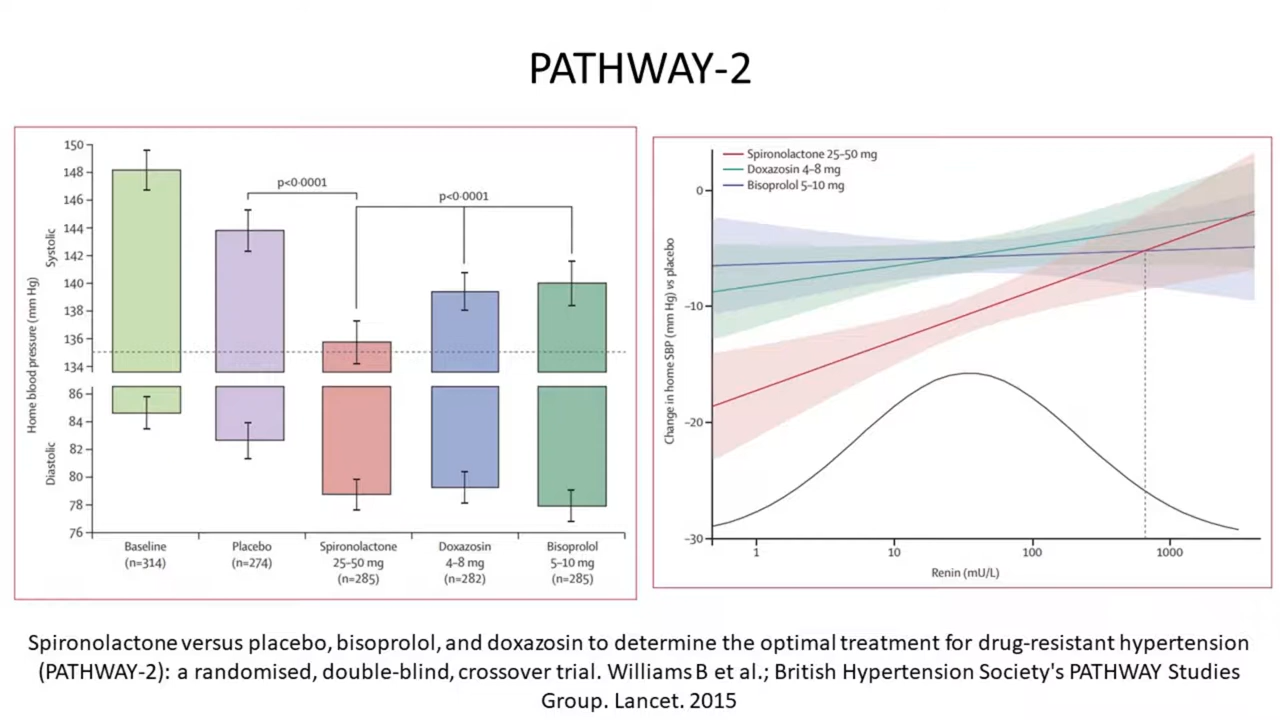 PATHWAY-2
150
148
146
144
142
140
138
136
134
86
84
82
80
78
76
Systolic
Diastolic
Home blood pressure (mm Hg)
p<0·0001
p<0·0001
Baseline
(n=314)
Placebo
(n=274)
Spironolactone
25–50 mg
(n=285)
Doxazosin
4–8 mg
(n=282)
Bisoprolol
5–10 mg
(n=285)
Spironolactone 25–50 mg
Doxazosin 4–8 mg
Bisoprolol 5–10 mg
0
–10
–20
–30
Change in home SBP (mm Hg) vs placebo
1
10
100
1000
Renin (mU/L)
Spironolactone versus placebo, bisoprolol, and doxazosin to determine the optimal treatment for drug-resistant hypertension
(PATHWAY-2): a randomised, double-blind, crossover trial. Williams B et al.; British Hypertension Society's PATHWAY Studies
Group. Lancet. 2015